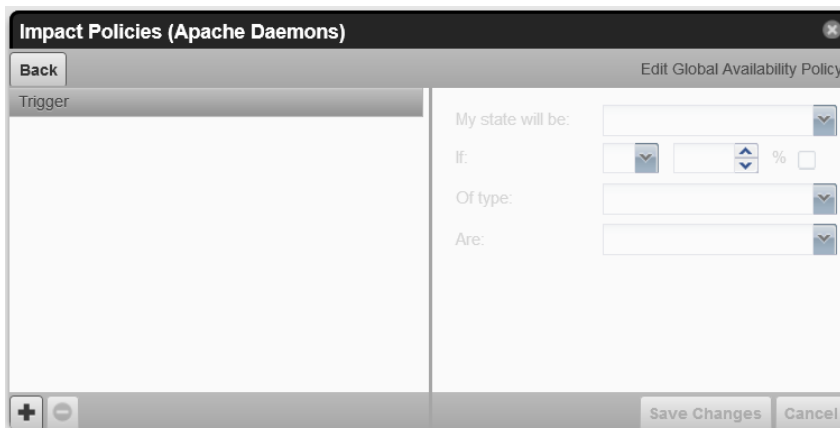 Impact Policies (Apache Daemons)
Back
Edit Global Availability Policy
Trigger
My state will be:
If:
%
Of type:
Are:
Save Changes
Cancel